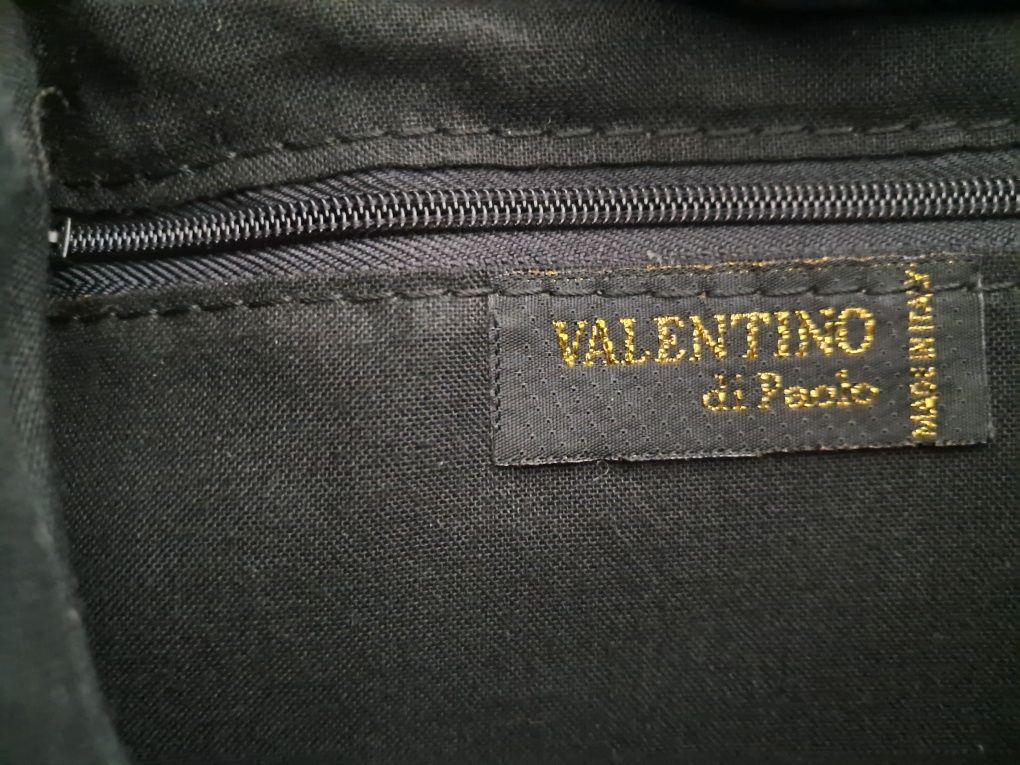 VALENTINO
di Paolo
MADE IN ITALY